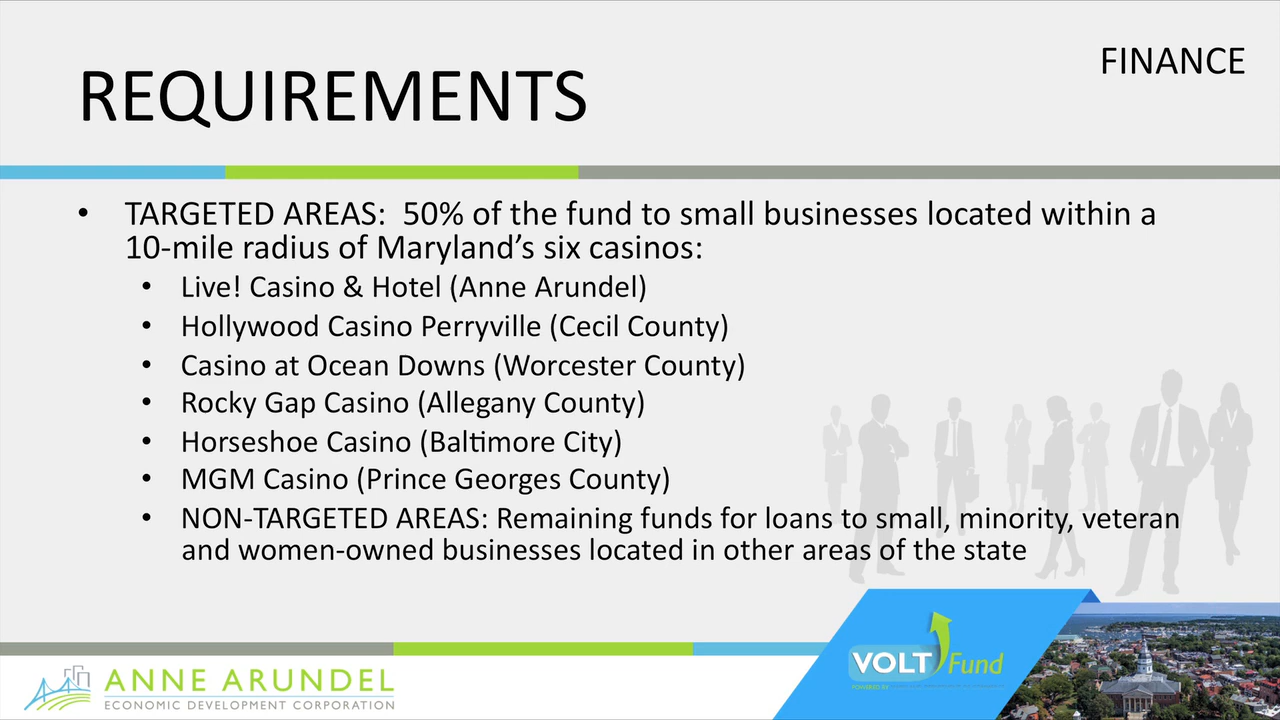 FINANCE
REQUIREMENTS
• TARGETED AREAS: 50% of the fund to small businesses located within a
10-mile radius of Maryland’s six casinos:
• Live! Casino & Hotel (Anne Arundel)
• Hollywood Casino Perryville (Cecil County)
• Casino at Ocean Downs (Worcester County)
• Rocky Gap Casino (Allegany County)
• Horseshoe Casino (Baltimore City)
• MGM Casino (Prince Georges County)
• NON-TARGETED AREAS: Remaining funds for loans to small, minority, veteran
and women-owned businesses located in other areas of the state
VOLT Fund
POWERED BY
ANNE ARUNDEL
ECONOMIC DEVELOPMENT CORPORATION